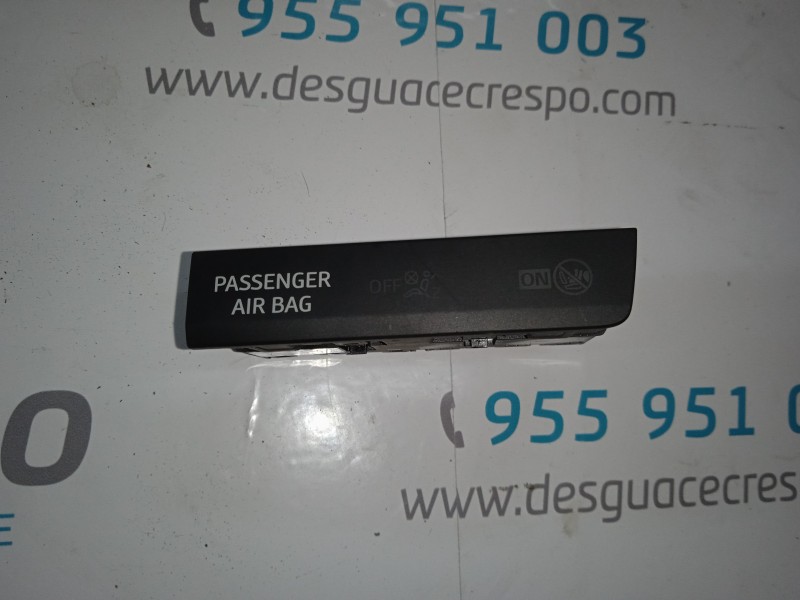 955 951 003
www.desguacecrespo.com
PASSENGER
AIR BAG
OFF
ON
955 951 0
www.desguacecres
O
E